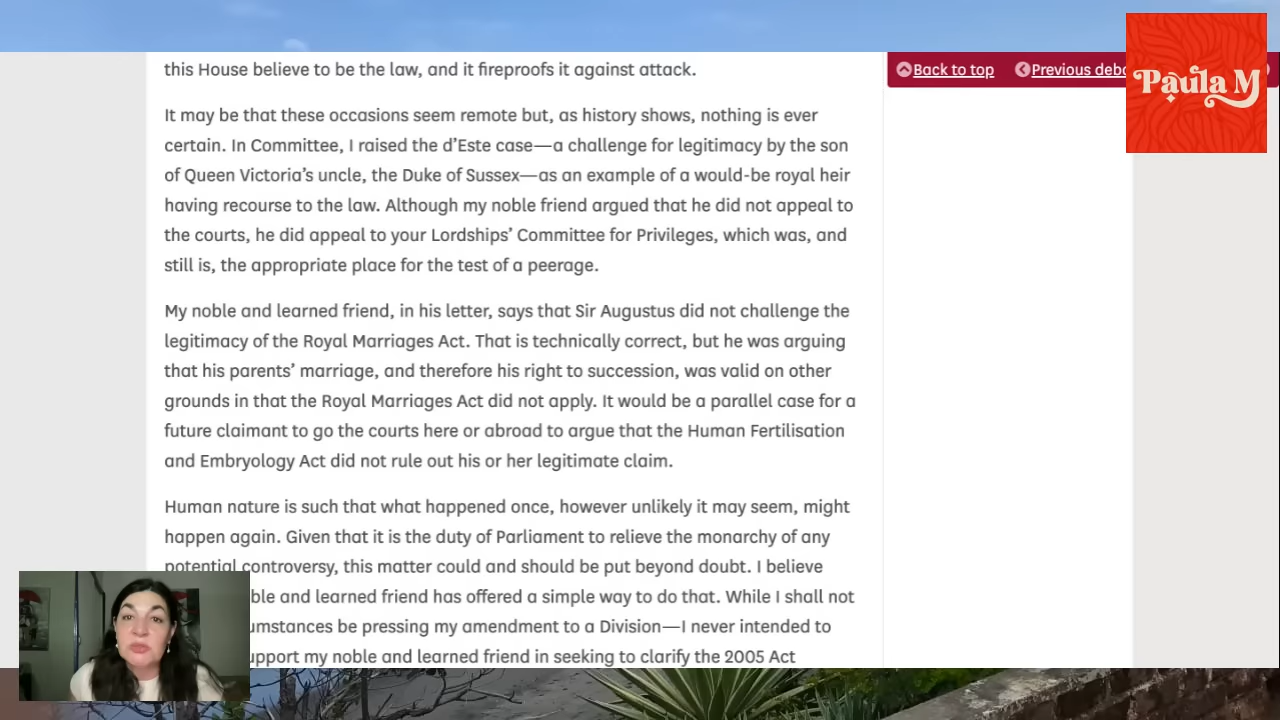 this House believe to be the law, and it fireproofs it against attack.
Back to top
Previous deba
Paula M
It may be that these occasions seem remote but, as history shows, nothing is ever
certain. In Committee, I raised the d’Este case—a challenge for legitimacy by the son
of Queen Victoria’s uncle, the Duke of Sussex—as an example of a would-be royal heir
having recourse to the law. Although my noble friend argued that he did not appeal to
the courts, he did appeal to your Lordships’ Committee for Privileges, which was, and
still is, the appropriate place for the test of a peerage.
My noble and learned friend, in his letter, says that Sir Augustus did not challenge the
legitimacy of the Royal Marriages Act. That is technically correct, but he was arguing
that his parents’ marriage, and therefore his right to succession, was valid on other
grounds in that the Royal Marriages Act did not apply. It would be a parallel case for a
future claimant to go the courts here or abroad to argue that the Human Fertilisation
and Embryology Act did not rule out his or her legitimate claim.
Human nature is such that what happened once, however unlikely it may seem, might
happen again. Given that it is the duty of Parliament to relieve the monarchy of any
potential controversy, this matter could and should be put beyond doubt. I believe
ble and learned friend has offered a simple way to do that. While I shall not
umstances be pressing my amendment to a Division—I never intended to
upport my noble and learned friend in seeking to clarify the 2005 Act